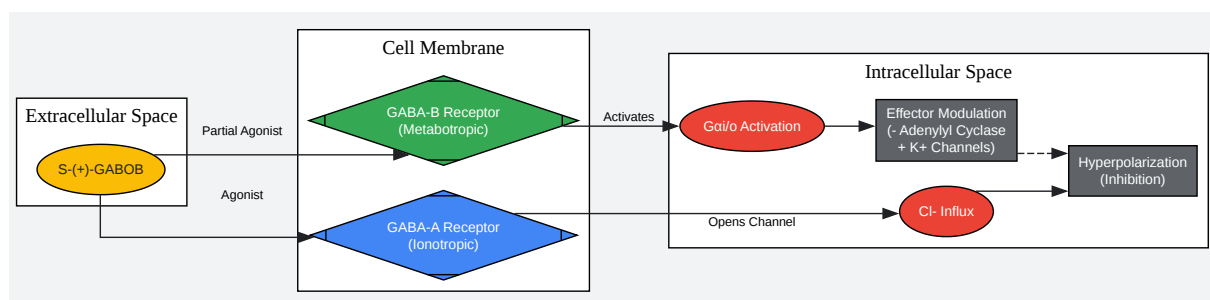 Extracellular Space
S-(+)-GABOB
Partial Agonist
Agonist
Cell Membrane
GABA-B Receptor
(Metabotropic)
GABA-A Receptor
(Ionotropic)
Activates
Opens Channel
Intracellular Space
Gαi/o Activation
Effector Modulation
(- Adenylyl Cyclase
+ K+ Channels)
Cl- Influx
Hyperpolarization
(Inhibition)